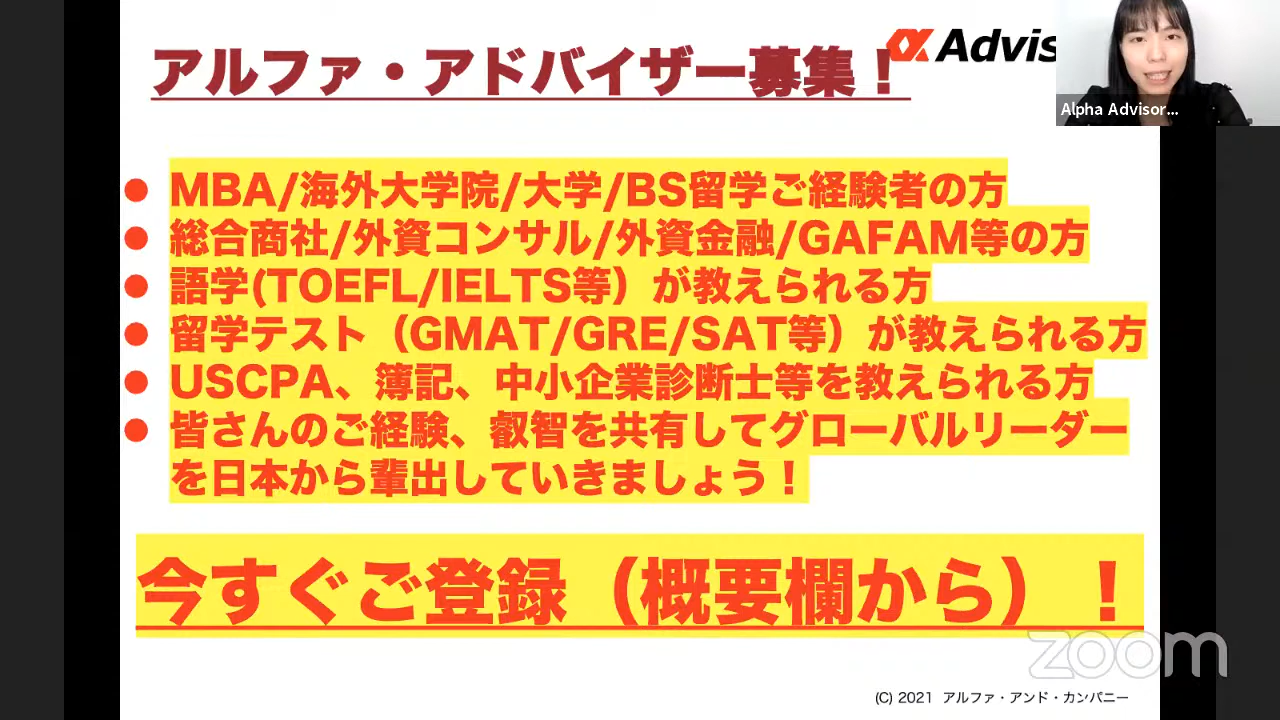 アルファ・アドバイザー募集！
α Advis
Alpha Advisor...
● MBA/海外大学院/大学/BS留学ご経験者の方
● 総合商社/外資コンサル/外資金融/GAFAM等の方
● 語学(TOEFL/IELTS等）が教えられる方
● 留学テスト（GMAT/GRE/SAT等）が教えられる方
● USCPA、簿記、中小企業診断士等を教えられる方
● 皆さんのご経験、叡智を共有してグローバルリーダー
を日本から輩出していきましょう！
今すぐご登録（概要欄から）！
zoom
(C) 2021 アルファ・アンド・カンパニー